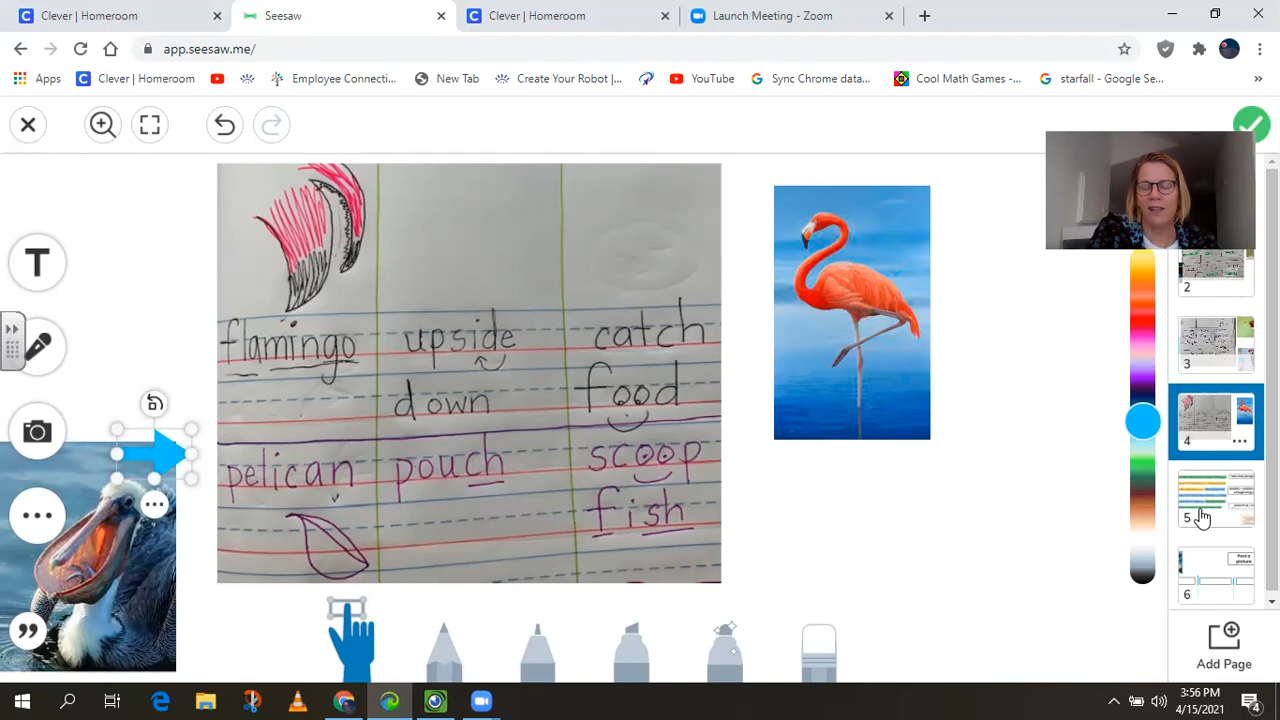 Clever | Homeroom
Seesaw
Clever | Homeroom
Launch Meeting - Zoom
app.seesaw.me/
Apps
Clever | Homeroom
Employee Connecti...
New Tab
Create Your Robot |...
YouTube
Sync Chrome data...
Cool Math Games -...
starfall - Google Se...
»
T
flamingo upside catch
down food
pelican pouch scoop
fish
2
3
4
5
6
Add Page
3:56 PM
4/15/2021
4